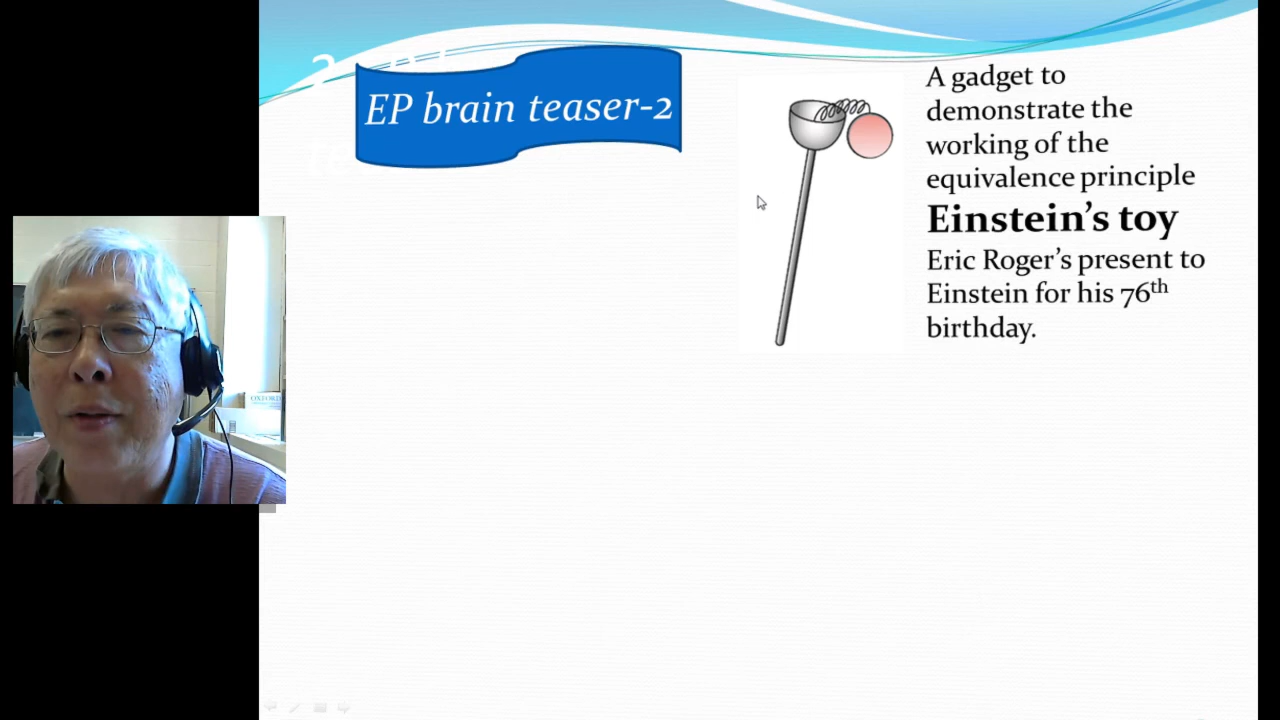 EP brain teaser-2
A gadget to
demonstrate the
working of the
equivalence principle
Einstein’s toy
Eric Roger’s present to
Einstein for his 76th
birthday.
OXFORD